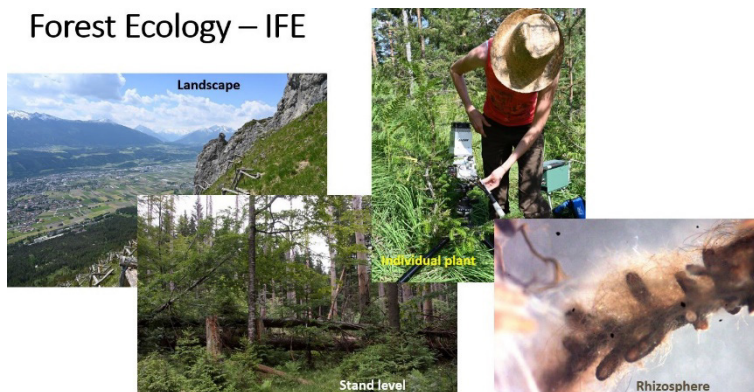 Forest Ecology – IFE
Landscape
Individual plant
Stand level
Rhizosphere